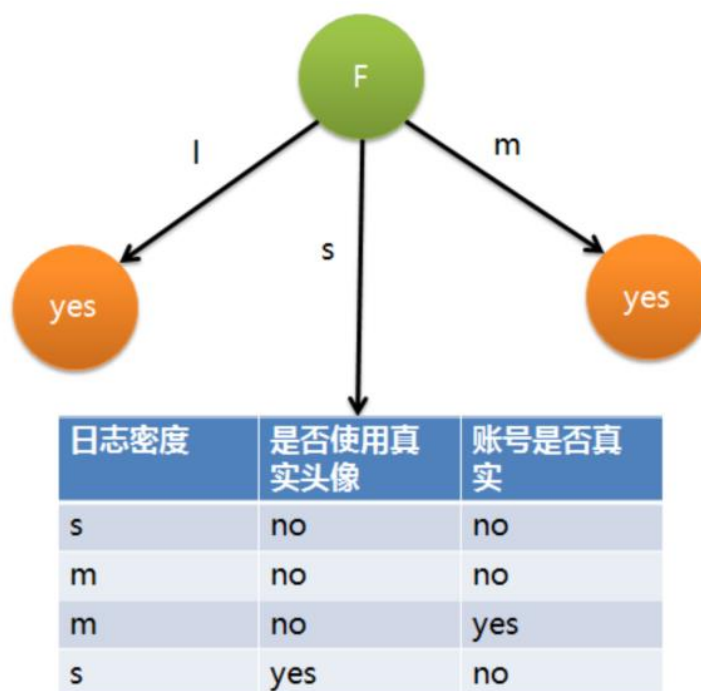 F
l
m
s
yes
yes
日志密度 是否使用真 账号是否真
实头像 实
s no no
m no no
m no yes
s yes no